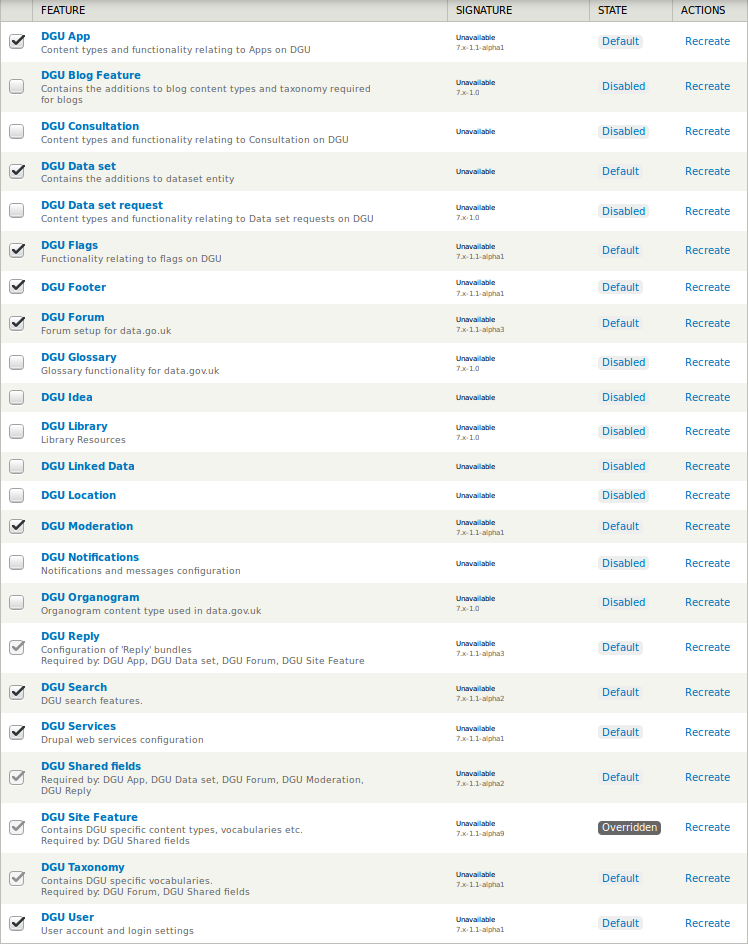 FEATURE SIGNATURE STATE ACTIONS
DGU App
Content types and functionality relating to Apps on DGU
Unavailable
7.x-1.1-alpha1
Default
Recreate
DGU Blog Feature
Contains the additions to blog content types and taxonomy required
for blogs
Unavailable
7.x-1.0
Disabled
Recreate
DGU Consultation
Content types and functionality relating to Consultation on DGU
Unavailable
Disabled
Recreate
DGU Data set
Contains the additions to dataset entity
Unavailable
Default
Recreate
DGU Data set request
Content types and functionality relating to Data set requests on DGU
Unavailable
7.x-1.0
Disabled
Recreate
DGU Flags
Functionality relating to flags on DGU
Unavailable
7.x-1.1-alpha1
Default
Recreate
DGU Footer
Unavailable
7.x-1.1-alpha1
Default
Recreate
DGU Forum
Forum setup for data.go.uk
Unavailable
7.x-1.1-alpha3
Default
Recreate
DGU Glossary
Glossary functionality for data.gov.uk
Unavailable
7.x-1.0
Disabled
Recreate
DGU Idea
Unavailable
Disabled
Recreate
DGU Library
Library Resources
Unavailable
7.x-1.0
Disabled
Recreate
DGU Linked Data
Unavailable
Disabled
Recreate
DGU Location
Unavailable
Disabled
Recreate
DGU Moderation
Unavailable
7.x-1.1-alpha1
Default
Recreate
DGU Notifications
Notifications and messages configuration
Unavailable
Disabled
Recreate
DGU Organogram
Organogram content type used in data.gov.uk
Unavailable
7.x-1.0
Disabled
Recreate
DGU Reply
Configuration of 'Reply' bundles
Required by: DGU App, DGU Data set, DGU Forum, DGU Site Feature
Unavailable
7.x-1.1-alpha3
Default
Recreate
DGU Search
DGU search features.
Unavailable
7.x-1.1-alpha2
Default
Recreate
DGU Services
Drupal web services configuration
Unavailable
7.x-1.1-alpha1
Default
Recreate
DGU Shared fields
Required by: DGU App, DGU Data set, DGU Forum, DGU Moderation,
DGU Reply
Unavailable
7.x-1.1-alpha2
Default
Recreate
DGU Site Feature
Contains DGU specific content types, vocabularies etc.
Required by: DGU Shared fields
Unavailable
7.x-1.1-alpha9
Overridden
Recreate
DGU Taxonomy
Contains DGU specific vocabularies.
Required by: DGU Forum, DGU Shared fields
Unavailable
7.x-1.1-alpha1
Default
Recreate
DGU User
User account and login settings
Unavailable
7.x-1.1-alpha1
Default
Recreate